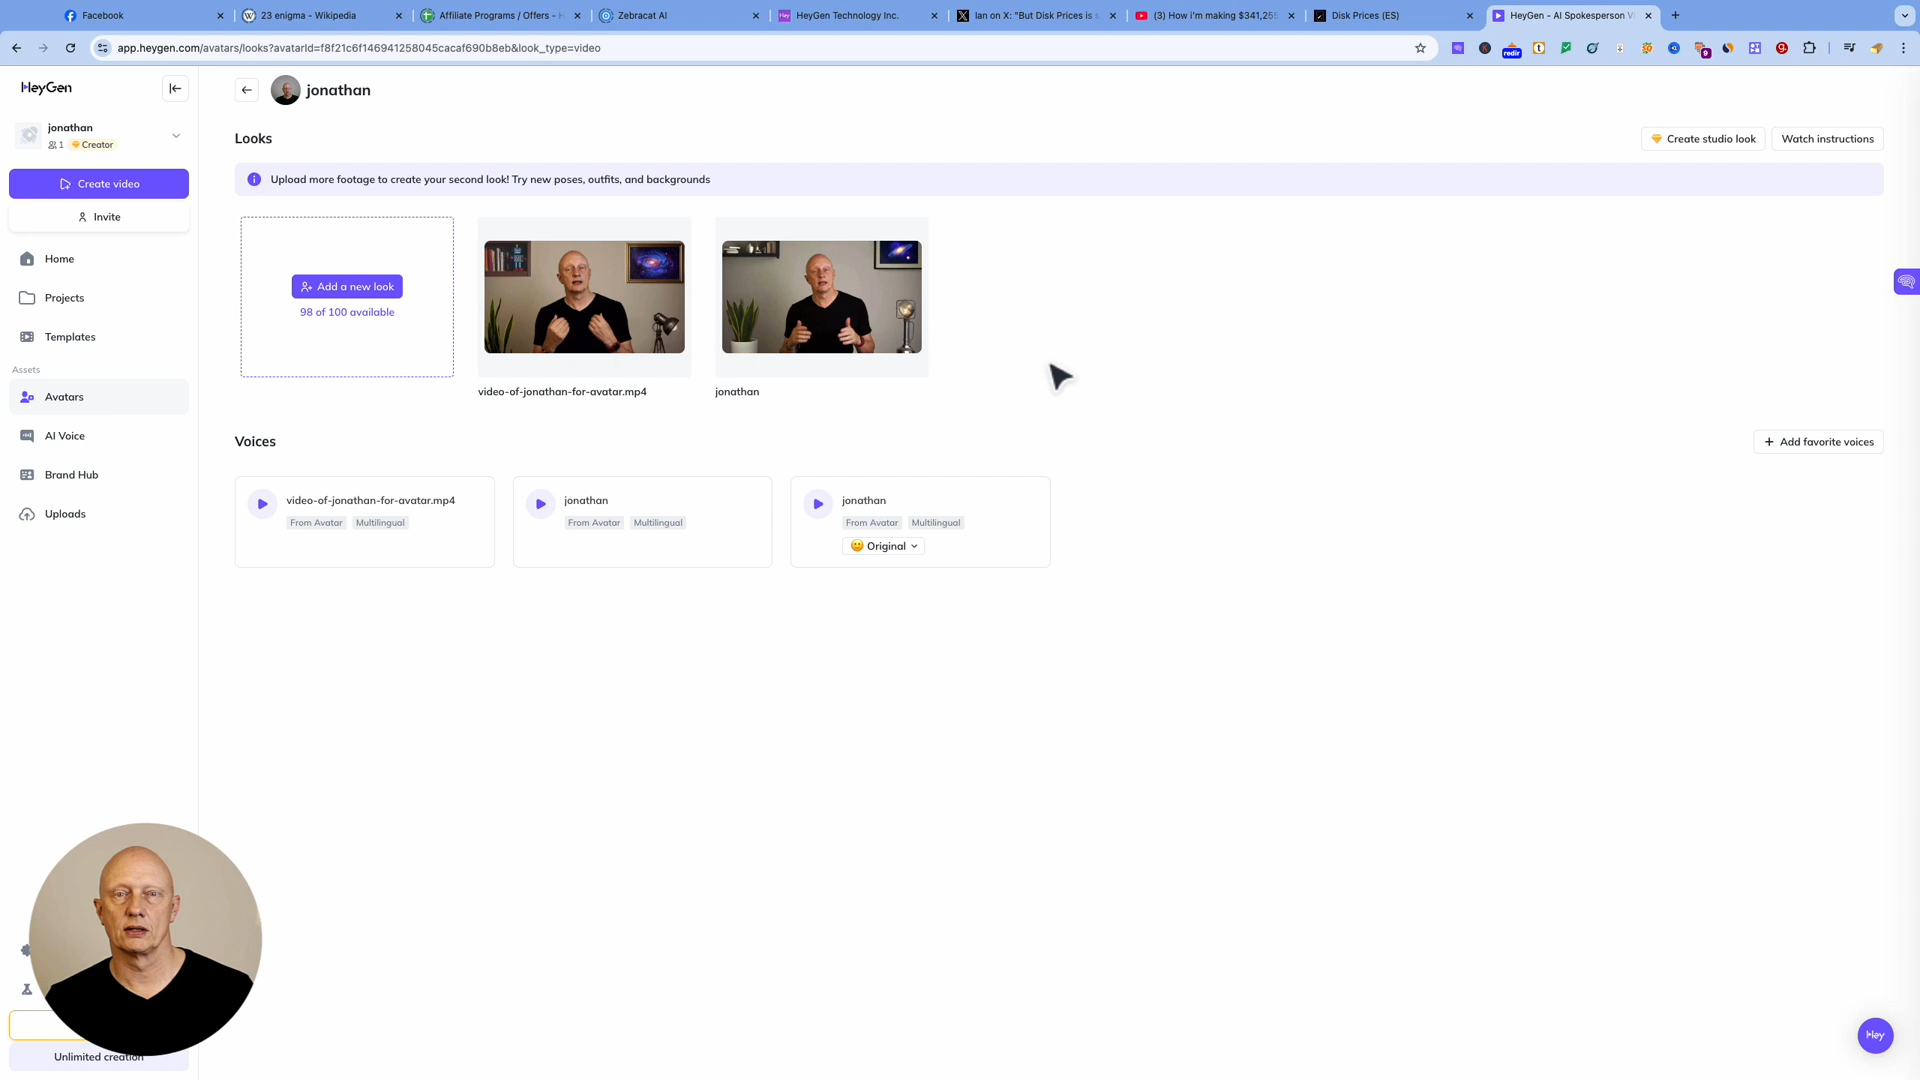 Facebook
23 enigma - Wikipedia
Affiliate Programs / Offers - H
Zebracat AI
HeyGen Technology Inc.
Ian on X: "But Disk Prices is s
(3) How i'm making $341,255
Disk Prices (ES)
HeyGen - AI Spokesperson Vi
app.heygen.com/avatars/looks?avatarId=f8f21c6f146941258045cacaf690b8eb&look_type=video
redir
9
HeyGen
jonathan
jonathan
1 Creator
Looks
Create studio look
Watch instructions
Upload more footage to create your second look! Try new poses, outfits, and backgrounds
Create video
Invite
Home
Projects
Templates
Assets
Avatars
AI Voice
Brand Hub
Uploads
Add a new look
98 of 100 available
video-of-jonathan-for-avatar.mp4
jonathan
Voices
Add favorite voices
video-of-jonathan-for-avatar.mp4
From Avatar
Multilingual
jonathan
From Avatar
Multilingual
jonathan
From Avatar
Multilingual
Original
Unlimited creation
Hey